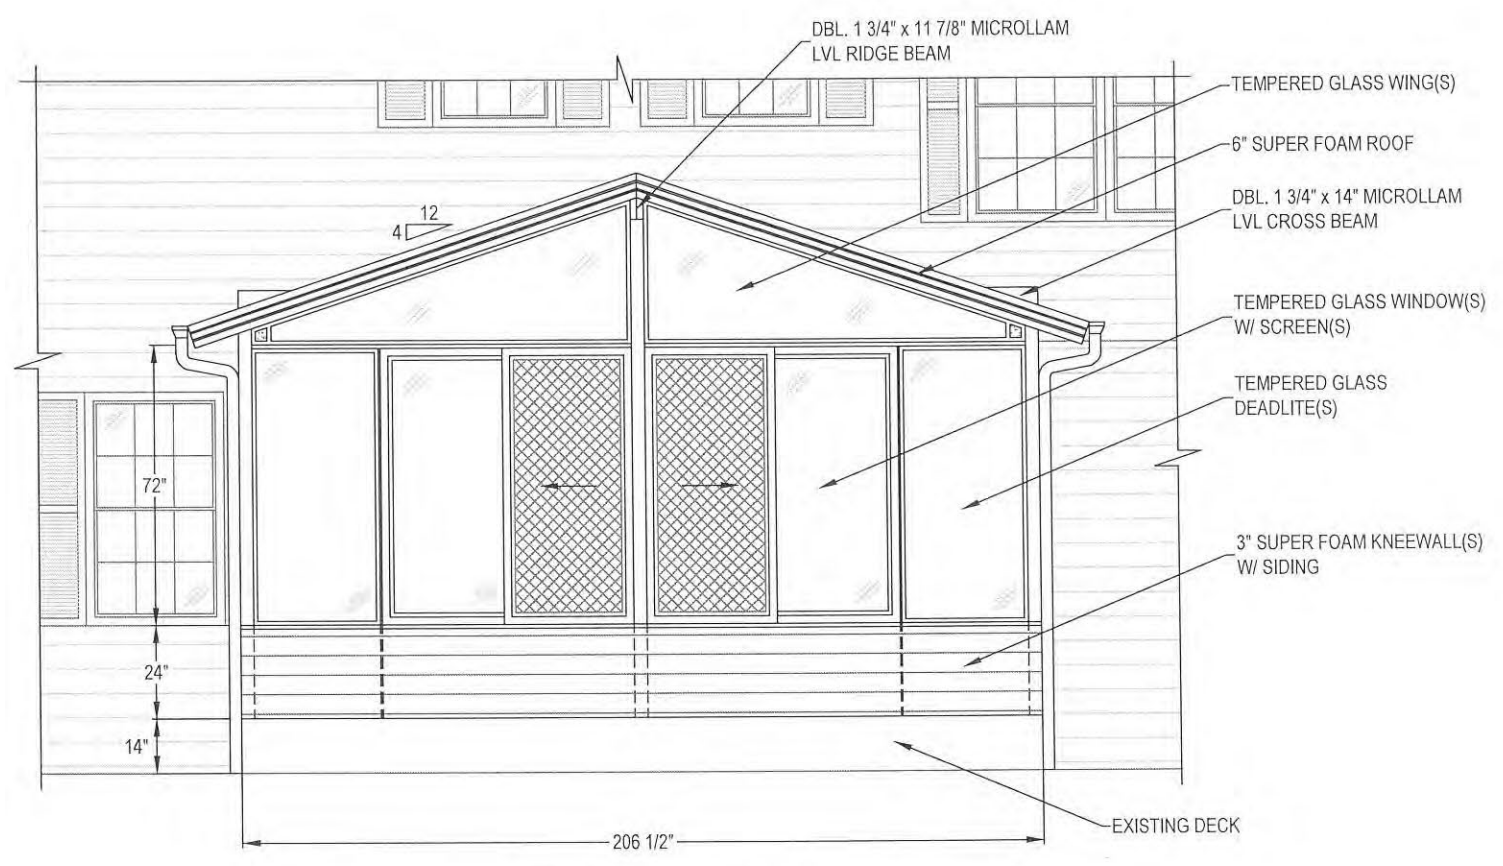 DBL. 1 3/4" x 11 7/8" MICROLLAM
LVL RIDGE BEAM
TEMPERED GLASS WING(S)
6" SUPER FOAM ROOF
DBL. 1 3/4" x 14" MICROLLAM
LVL CROSS BEAM
12
4
TEMPERED GLASS WINDOW(S)
W/ SCREEN(S)
TEMPERED GLASS
DEADLITE(S)
72"
3" SUPER FOAM KNEEWALL(S)
W/ SIDING
24"
14"
EXISTING DECK
206 1/2"